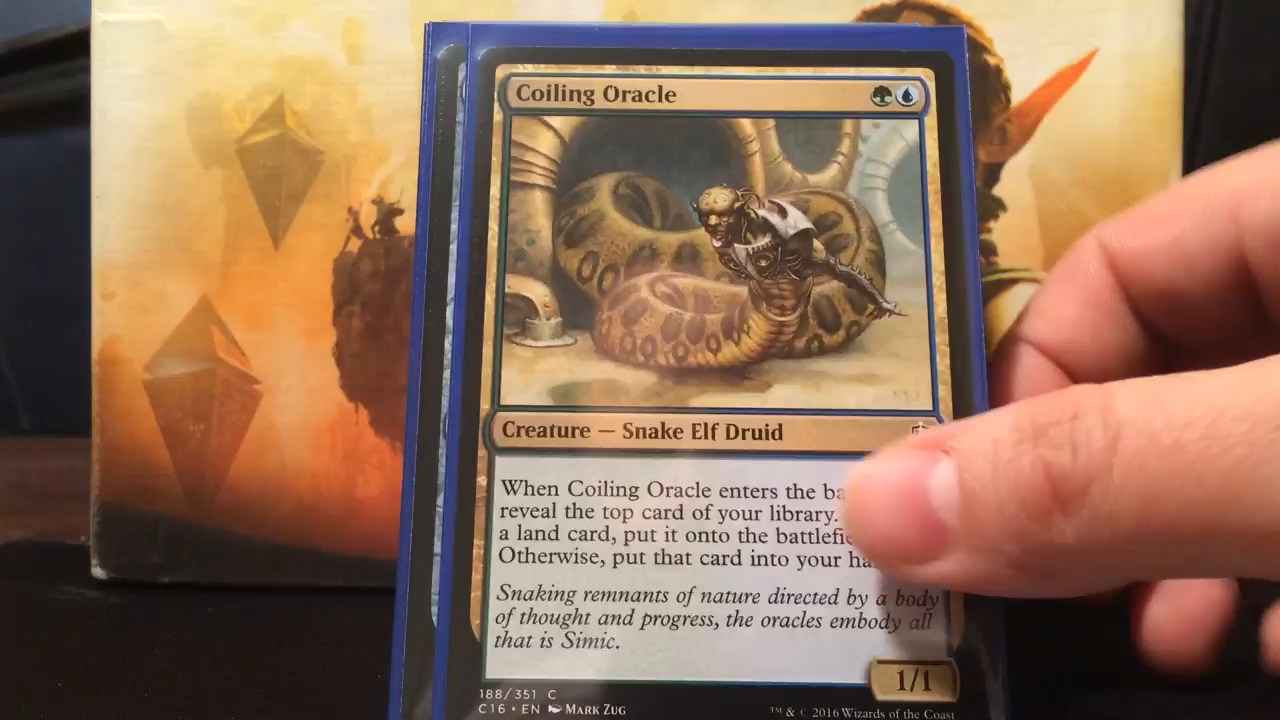 Coiling Oracle
Creature — Snake Elf Druid
When Coiling Oracle enters the ba
reveal the top card of your library.
a land card, put it onto the battlefie
Otherwise, put that card into your ha
Snaking remnants of nature directed by a body
of thought and progress, the oracles embody all
that is Simic.
1/1
188/351 C
C16 • EN Mark Zug
™ & © 2016 Wizards of the Coast